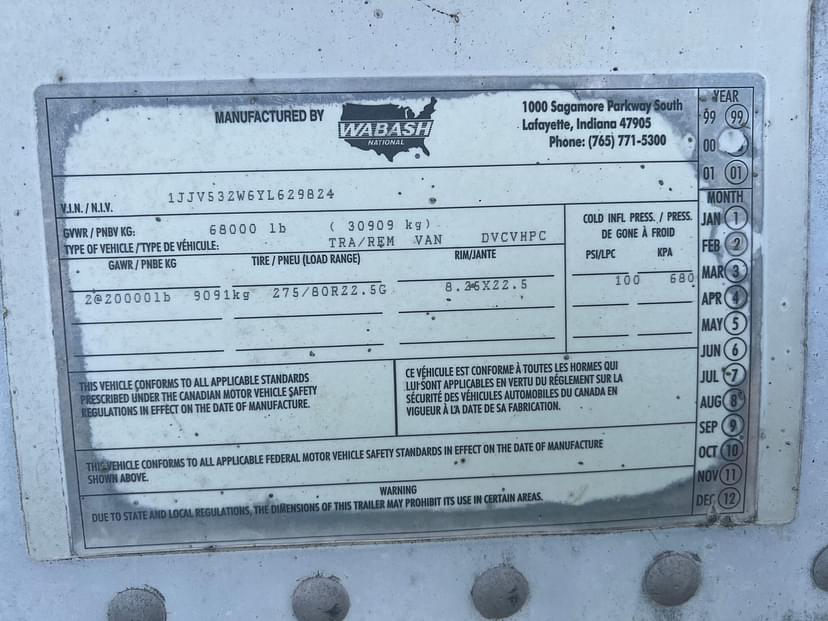 MANUFACTURED BY
WABASH
NATIONAL
1000 Sagamore Parkway South
Lafayette, Indiana 47905
Phone: (765) 771-5300
V.I.N. / N.I.V. 1JJV532W6YL629824
GVWR / PNBV KG: 68000 lb ( 30909 kg)
TYPE OF VEHICLE/TYPE DE VÉHICULE: TRA/REM VAN DVCVHPC
GAWR / PNBE KG TIRE / PNEU (LOAD RANGE) RIM/JANTE
COLD INFL PRESS. / PRESS.
DE GONE À FROID
PSI/LPC KPA
2@20000lb 9091kg 275/80R22.5G 8.25X22.5 100 680
THIS VEHICLE CONFORMS TO ALL APPLICABLE STANDARDS
PRESCRIBED UNDER THE CANADIAN MOTOR VEHICLE SAFETY
REGULATIONS IN EFFECT ON THE DATE OF MANUFACTURE.
CE VÉHICULE EST CONFORME À TOUTES LES HORMES QUI
LUI SONT APPLICABLES EN VERTU DU RÉGLEMENT SUR LA
SÉCURITÉ DES VÉHICULES AUTOMOBILES DU CANADA EN
VIGUEUR À LA DATE DE SA FABRICATION.
THIS VEHICLE CONFORMS TO ALL APPLICABLE FEDERAL MOTOR VEHICLE SAFETY STANDARDS IN EFFECT ON THE DATE OF MANUFACTURE
SHOWN ABOVE.
WARNING
DUE TO STATE AND LOCAL REGULATIONS, THE DIMENSIONS OF THIS TRAILER MAY PROHIBIT ITS USE IN CERTAIN AREAS.
YEAR
99 99
00
01 01
MONTH
JAN 1
FEB 2
MAR 3
APR 4
MAY 5
JUN 6
JUL 7
AUG 8
SEP 9
OCT 10
NOV 11
DEC 12